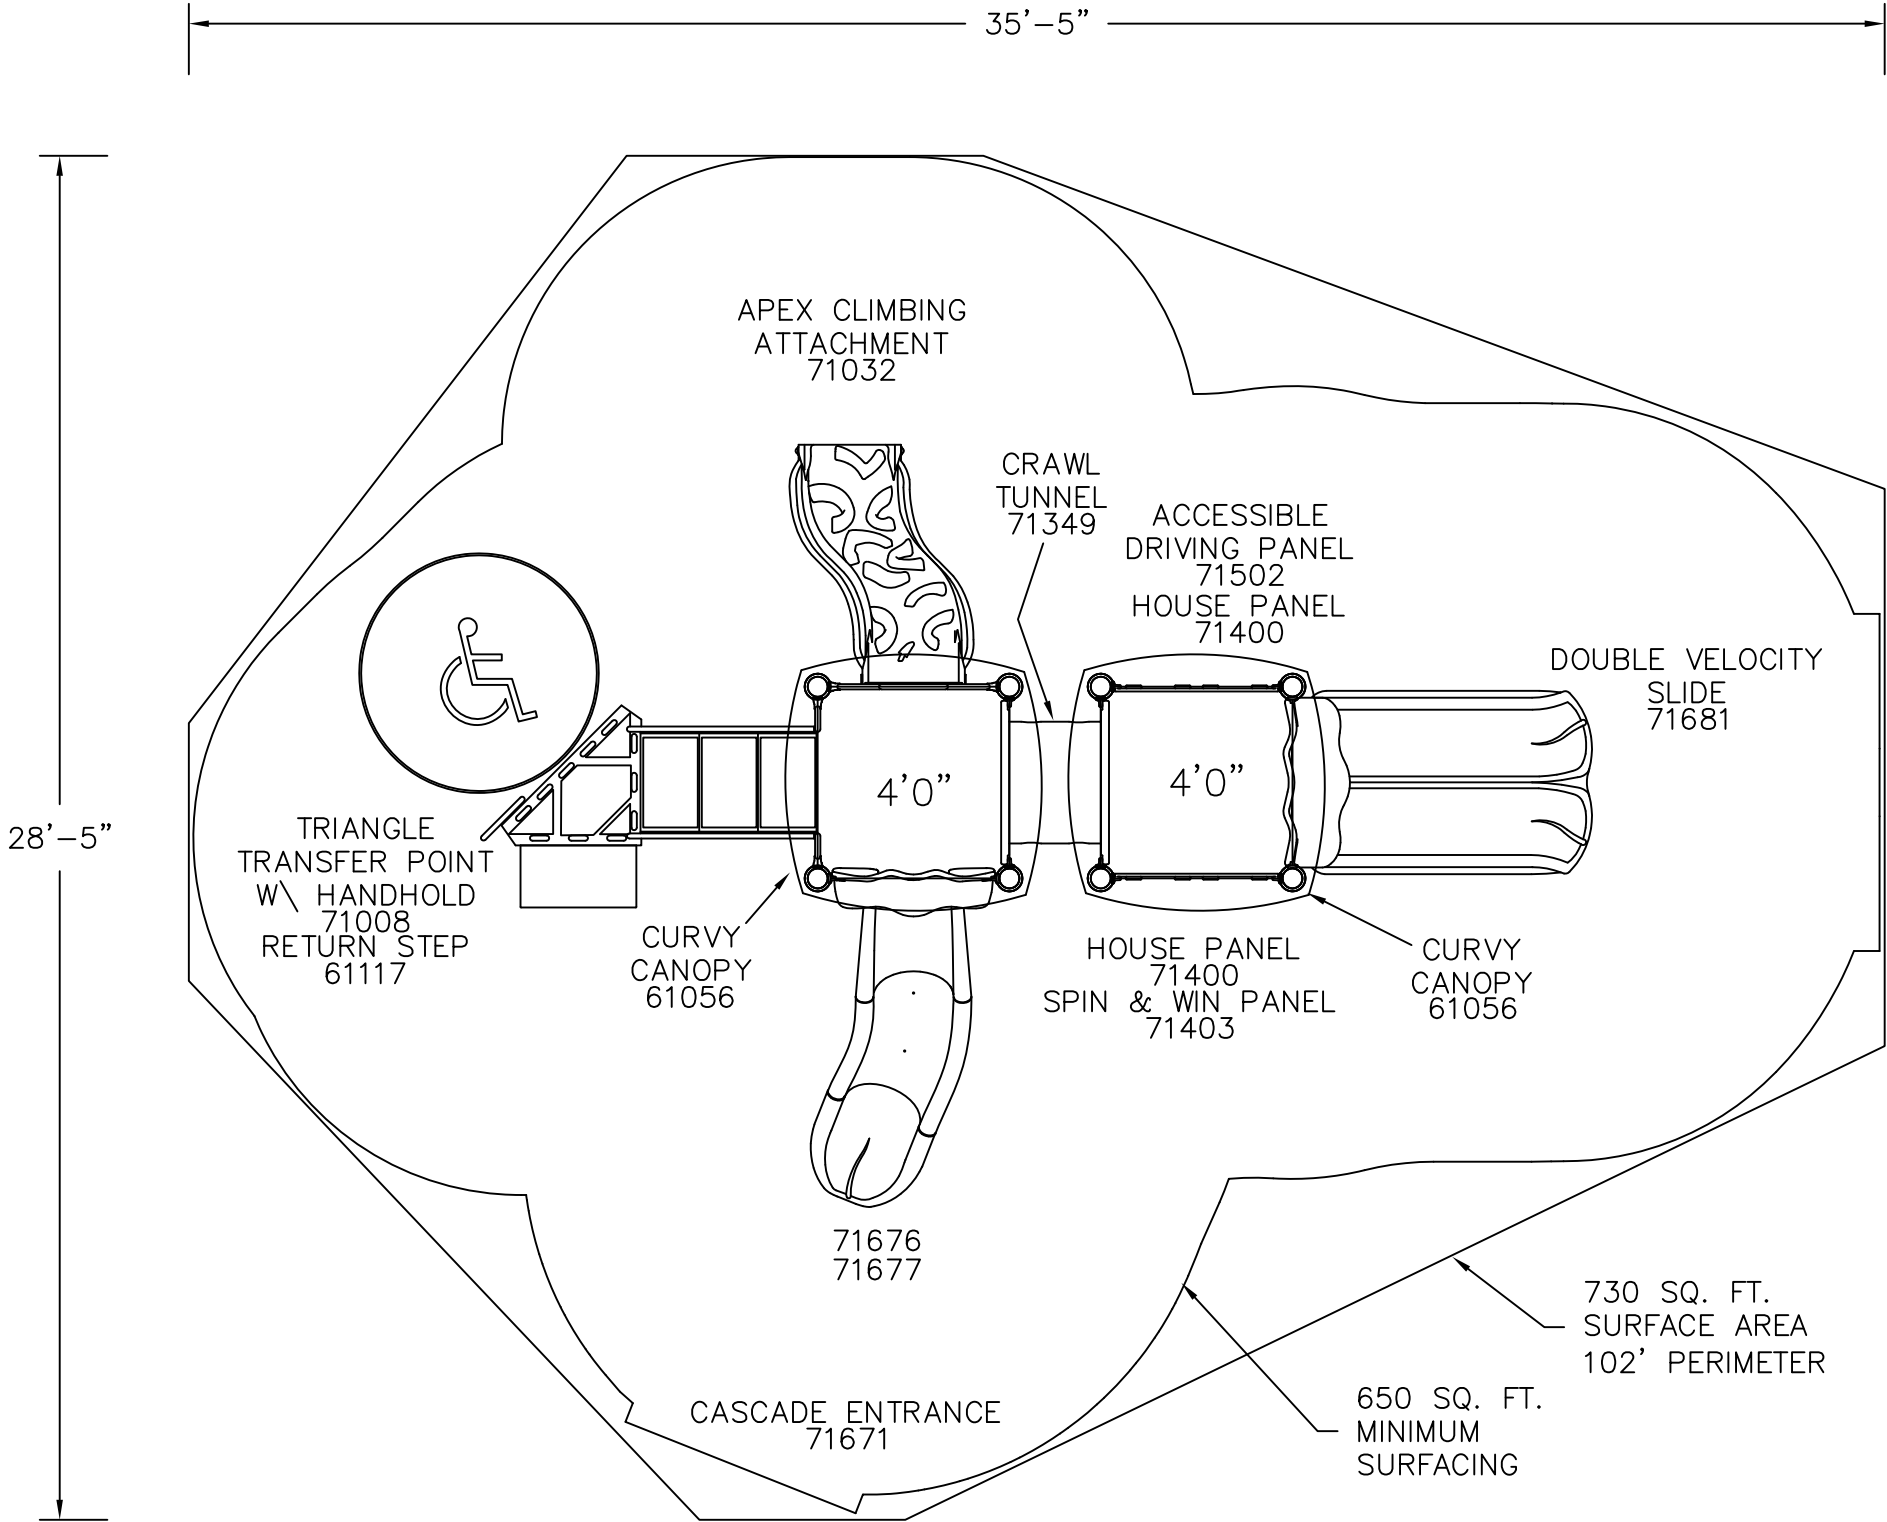 35'-5"
28'-5"
APEX CLIMBING
ATTACHMENT
71032
CRAWL
TUNNEL
71349
ACCESSIBLE
DRIVING PANEL
71502
HOUSE PANEL
71400
DOUBLE VELOCITY
SLIDE
71681
4'0"
4'0"
TRIANGLE
TRANSFER POINT
W\ HANDHOLD
71008
RETURN STEP
61117
CURVY
CANOPY
61056
HOUSE PANEL
71400
SPIN & WIN PANEL
71403
CURVY
CANOPY
61056
71676
71677
CASCADE ENTRANCE
71671
730 SQ. FT.
SURFACE AREA
102' PERIMETER
650 SQ. FT.
MINIMUM
SURFACING